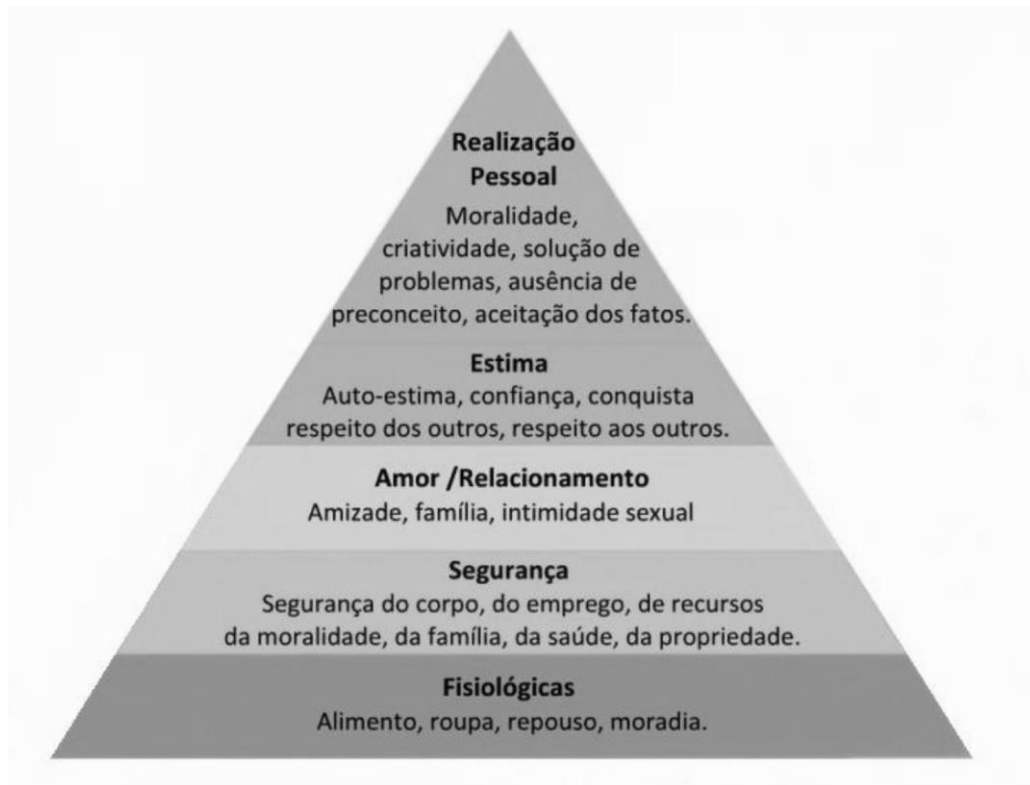 Realização
Pessoal
Moralidade,
criatividade, solução de
problemas, ausência de
preconceito, aceitação dos fatos.
Estima
Auto-estima, confiança, conquista
respeito dos outros, respeito aos outros.
Amor /Relacionamento
Amizade, família, intimidade sexual
Segurança
Segurança do corpo, do emprego, de recursos
da moralidade, da família, da saúde, da propriedade.
Fisiológicas
Alimento, roupa, repouso, moradia.